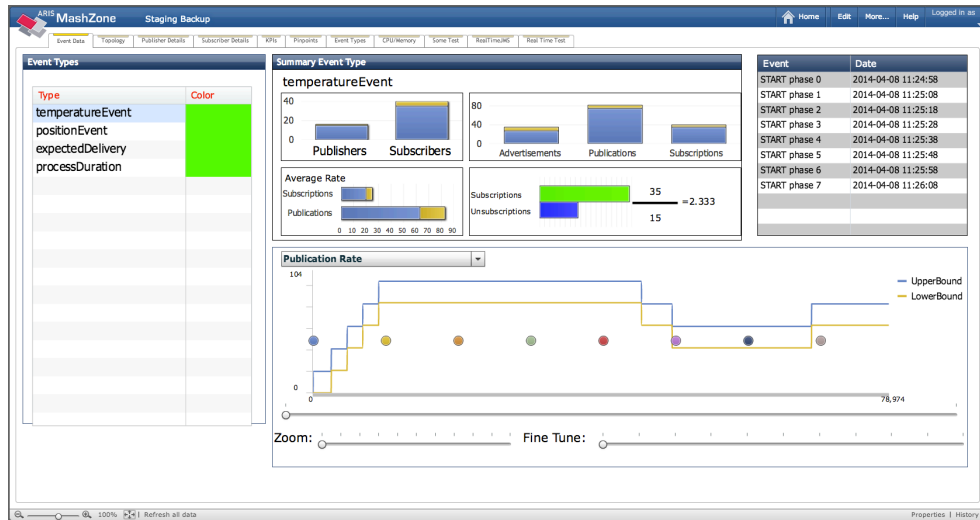 ARIS MashZone Staging Backup Home Edit More... Help Logged in as
Event Data Topology Publisher Details Subscriber Details KPIs Pinpoints Event Types CPU/Memory Some Test RealTimeJMS Real Time Test
Event Types
Type Color
temperatureEvent
positionEvent
expectedDelivery
processDuration
Summary Event Type
temperatureEvent
40
20
0
Publishers Subscribers
80
40
0
Advertisements Publications Subscriptions
Average Rate
Subscriptions
Publications
0 10 20 30 40 50 60 70 80 90
Subscriptions
Unsubscriptions
35
=2.333
15
Event Date
START phase 0 2014-04-08 11:24:58
START phase 1 2014-04-08 11:25:08
START phase 2 2014-04-08 11:25:18
START phase 3 2014-04-08 11:25:28
START phase 4 2014-04-08 11:25:38
START phase 5 2014-04-08 11:25:48
START phase 6 2014-04-08 11:25:58
START phase 7 2014-04-08 11:26:08
Publication Rate
104
UpperBound
LowerBound
0
0 78,974
Zoom: Fine Tune:
100% | Refresh all data Properties | History